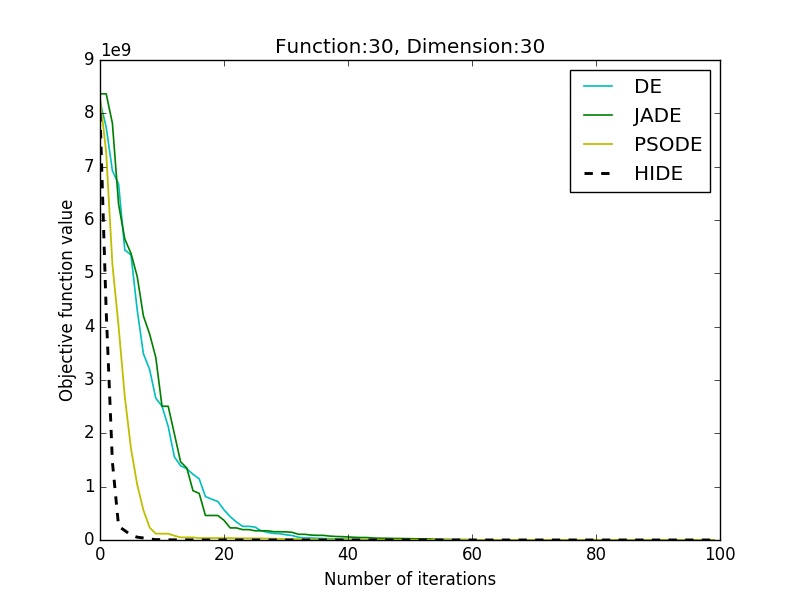 Function:30, Dimension:30
1e9
9
8
7
6
5
4
3
2
1
0
Objective function value
DE
JADE
PSODE
HIDE
0 20 40 60 80 100
Number of iterations